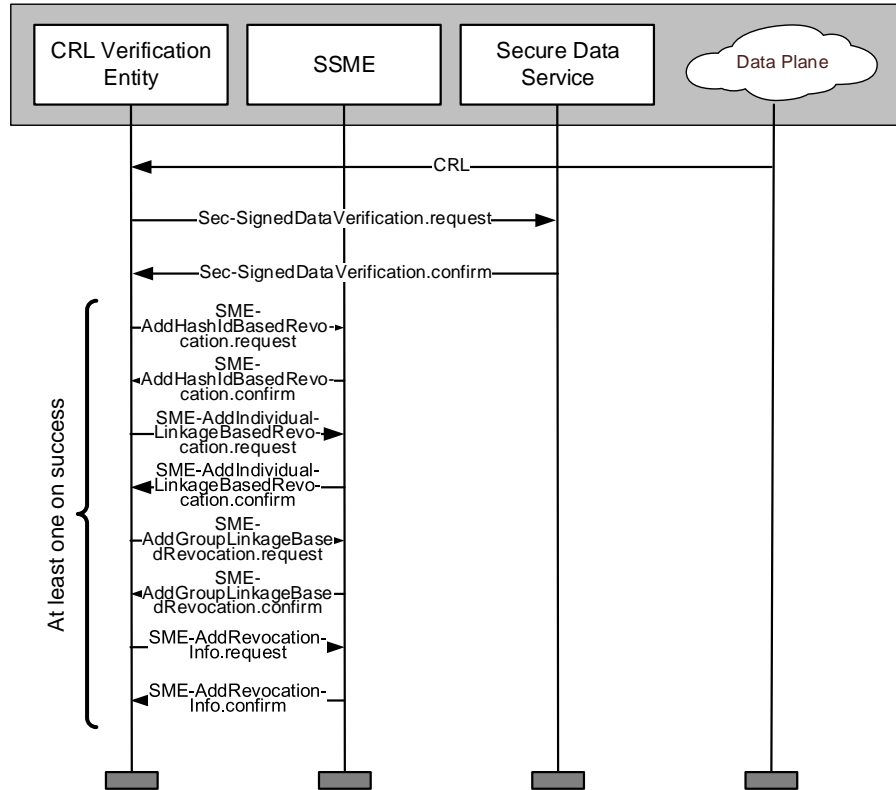 CRL Verification
Entity
SSME
Secure Data
Service
Data Plane
CRL
Sec-SignedDataVerification.request
Sec-SignedDataVerification.confirm
At least one on success
SME-
AddHashIdBasedRevo-
cation.request
SME-
AddHashIdBasedRevo-
cation.confirm
SME-AddIndividual-
LinkageBasedRevo-
cation.request
SME-AddIndividual-
LinkageBasedRevo-
cation.confirm
SME-
AddGroupLinkageBase
dRevocation.request
SME-
AddGroupLinkageBase
dRevocation.confirm
SME-AddRevocation-
Info.request
SME-AddRevocation-
Info.confirm